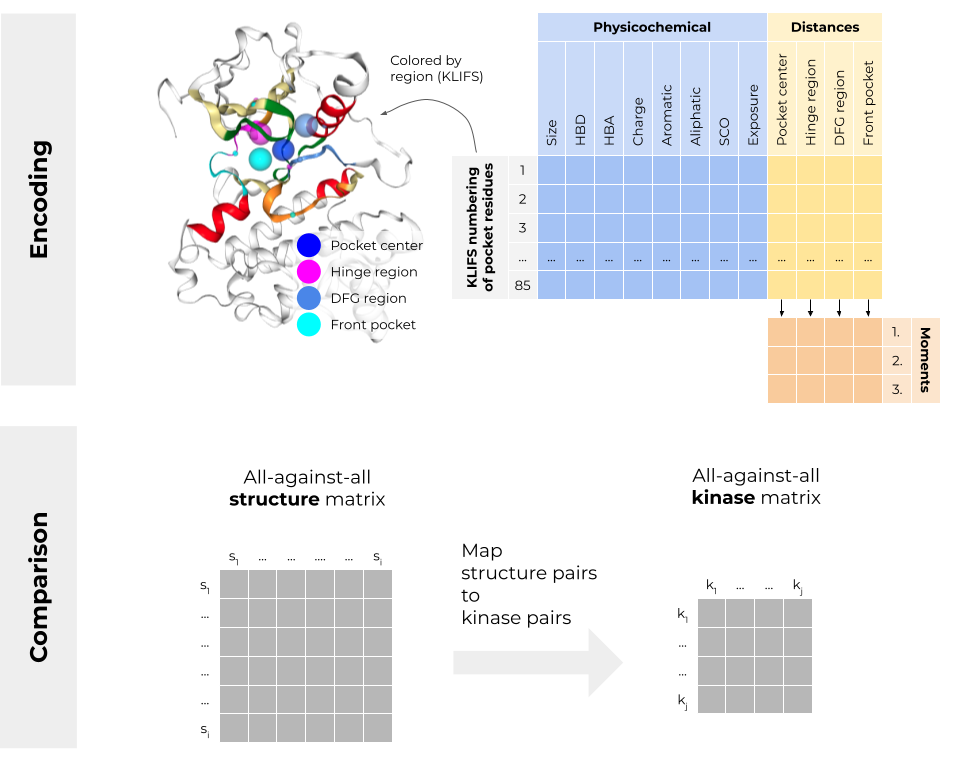 Encoding
Colored by
region (KLIFS)
Pocket center
Hinge region
DFG region
Front pocket
Physicochemical
Distances
Size
HBD
HBA
Charge
Aromatic
Aliphatic
SCO
Exposure
Pocket center
Hinge region
DFG region
Front pocket
KLIFS numbering
of pocket residues
1
2
3
... ... ... ... ... ... ... ... ... ... ... ... ...
85
1.
2.
3.
Moments
Comparison
All-against-all
structure matrix
s1 ... ... .... ... si
s1
...
...
...
...
si
Map
structure pairs
to
kinase pairs
All-against-all
kinase matrix
k1 ... ... kj
k1
...
...
kj